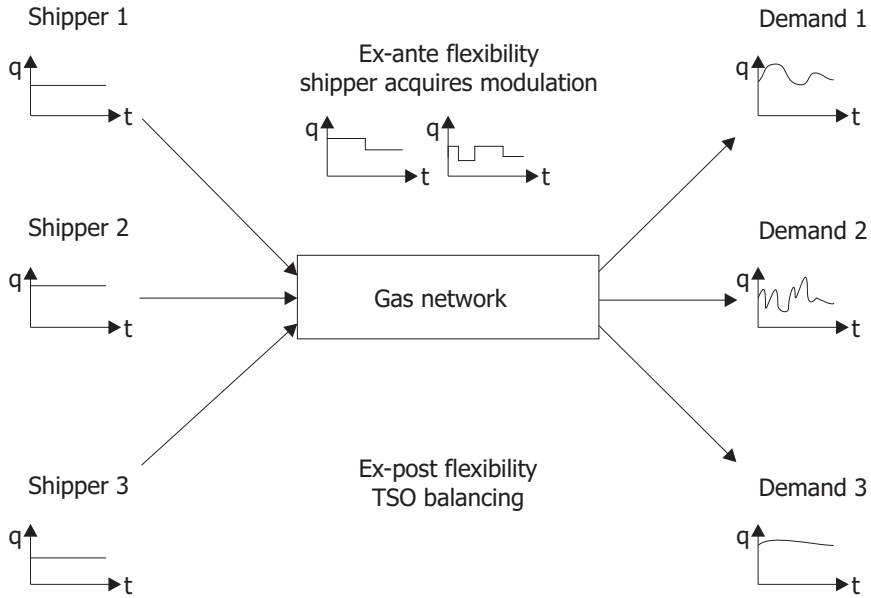 Shipper 1
q
t
Ex-ante flexibility
shipper acquires modulation
q
t
q
t
Demand 1
q
t
Shipper 2
q
t
Gas network
Demand 2
q
t
Shipper 3
q
t
Ex-post flexibility
TSO balancing
Demand 3
q
t